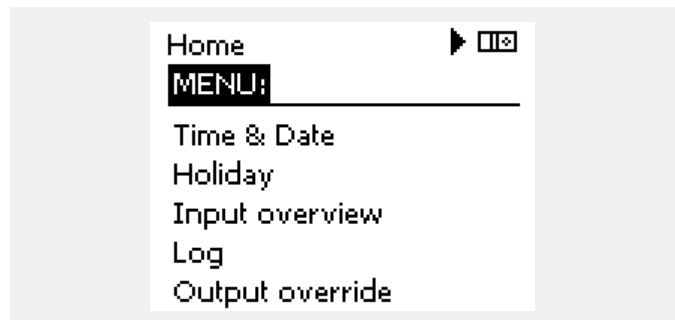 Home
MENU:
Time & Date
Holiday
Input overview
Log
Output override